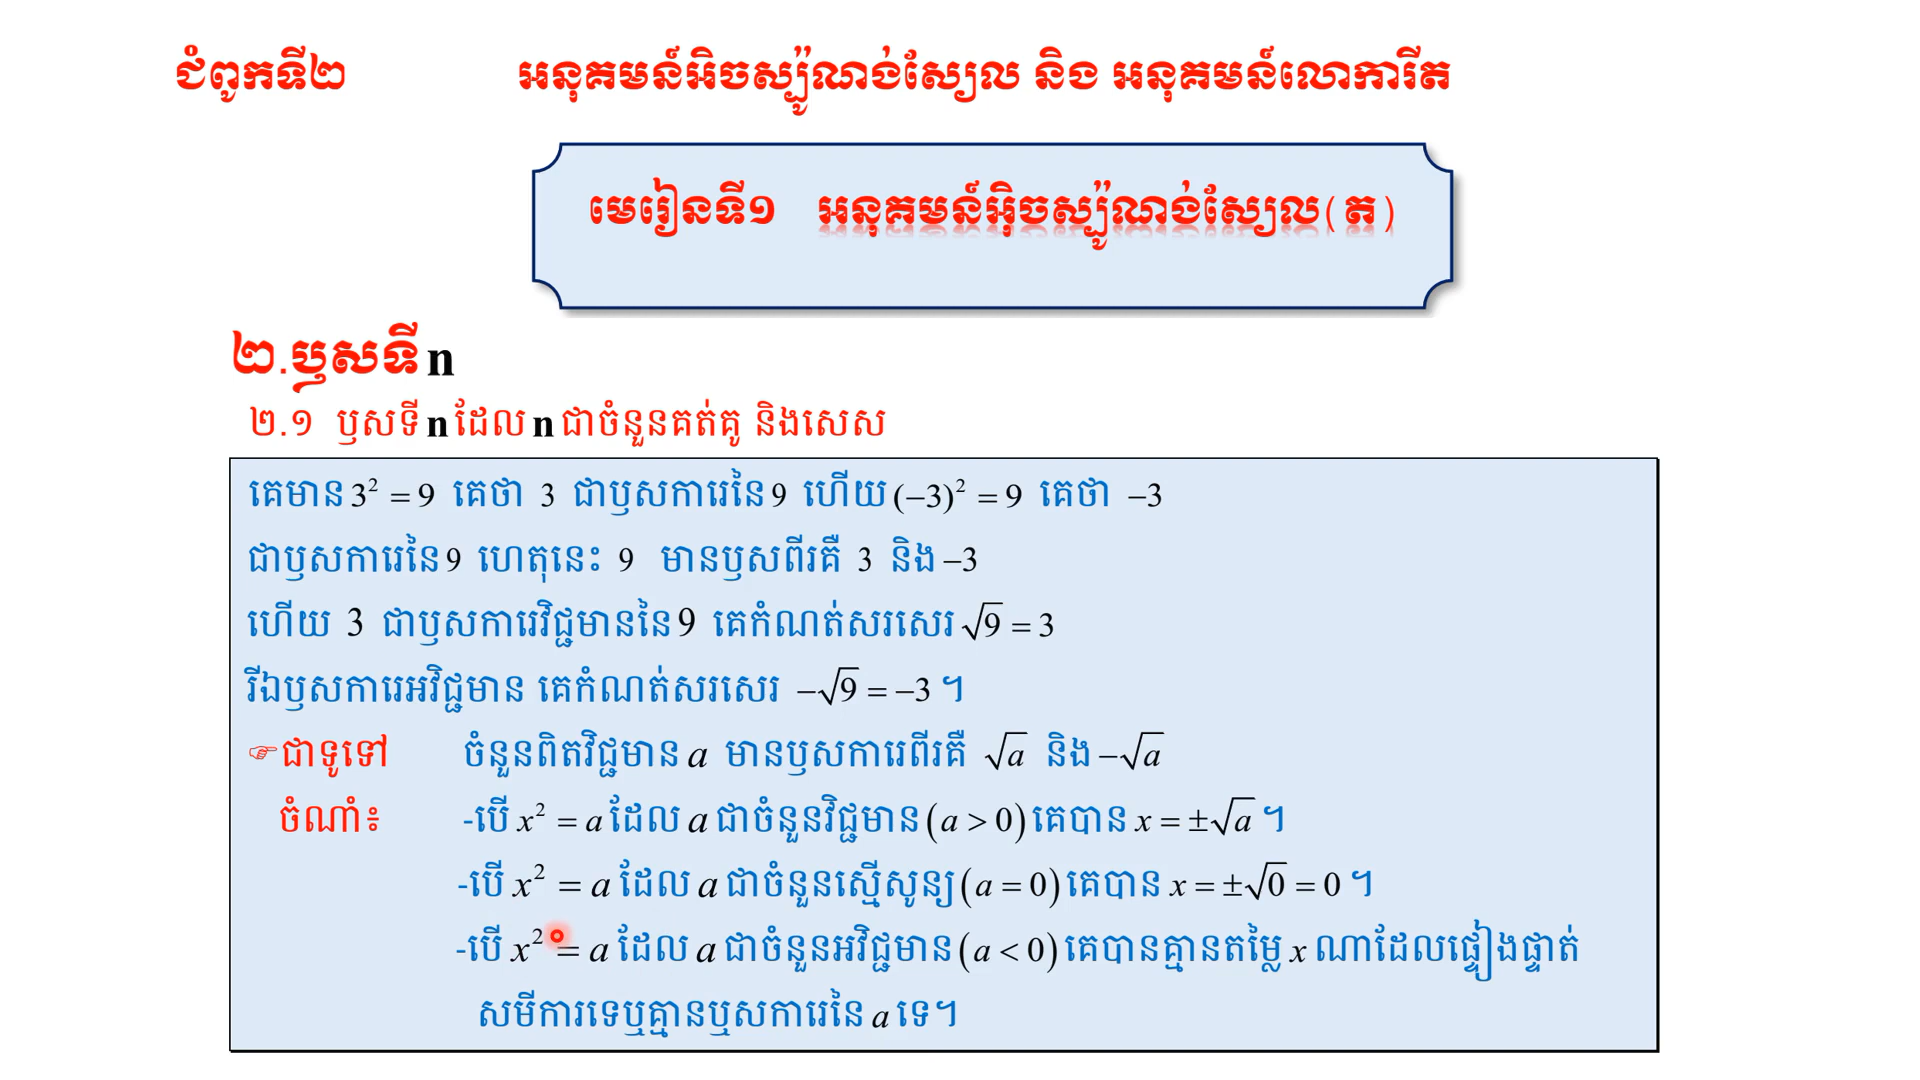 ជំពូកទី២ អនុគមន៍អិចស្ប៉ូណង់ស្យែល និង អនុគមន៍លោការីត
មេរៀនទី១ អនុគមន៍អ៊ិចស្ប៉ូណង់ស្យែល(ត)
២.ឫសទី n
២.១ ឫសទី n ដែល n ជាចំនួនគត់គូ និងសេស
គេមាន 3² = 9 គេថា 3 ជាឫសការេនៃ 9 ហើយ (−3)² = 9 គេថា −3
ជាឫសការេនៃ 9 ហេតុនេះ 9 មានឫសពីរគឺ 3 និង −3
ហើយ 3 ជាឫសការេវិជ្ជមាននៃ 9 គេកំណត់សរសេរ √9 = 3
រីឯឫសការេអវិជ្ជមាន គេកំណត់សរសេរ −√9 = −3 ។
☞ជាទូទៅ ចំនួនពិតវិជ្ជមាន a មានឫសការេពីរគឺ √a និង −√a
ចំណាំ៖ -បើ x² = a ដែល a ជាចំនួនវិជ្ជមាន (a > 0) គេបាន x = ±√a ។
-បើ x² = a ដែល a ជាចំនួនស្មើសូន្យ (a = 0) គេបាន x = ±√0 = 0 ។
-បើ x² = a ដែល a ជាចំនួនអវិជ្ជមាន (a < 0) គេបានគ្មានតម្លៃ x ណាដែលផ្ទៀងផ្ទាត់
សមីការទេឬគ្មានឬសការេនៃ a ទេ។